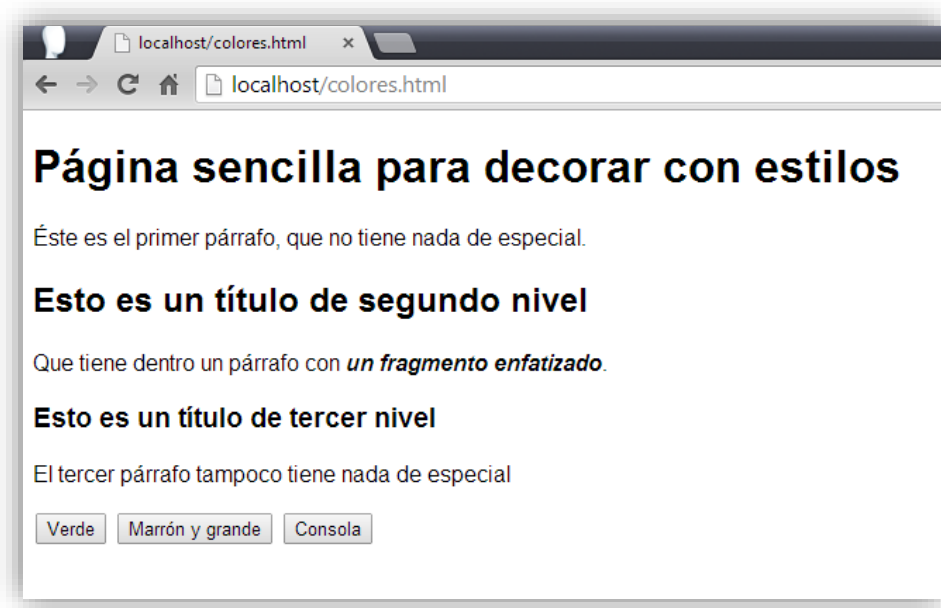 localhost/colores.html
localhost/colores.html
Página sencilla para decorar con estilos
Éste es el primer párrafo, que no tiene nada de especial.
Esto es un título de segundo nivel
Que tiene dentro un párrafo con un fragmento enfatizado.
Esto es un título de tercer nivel
El tercer párrafo tampoco tiene nada de especial
Verde Marrón y grande Consola